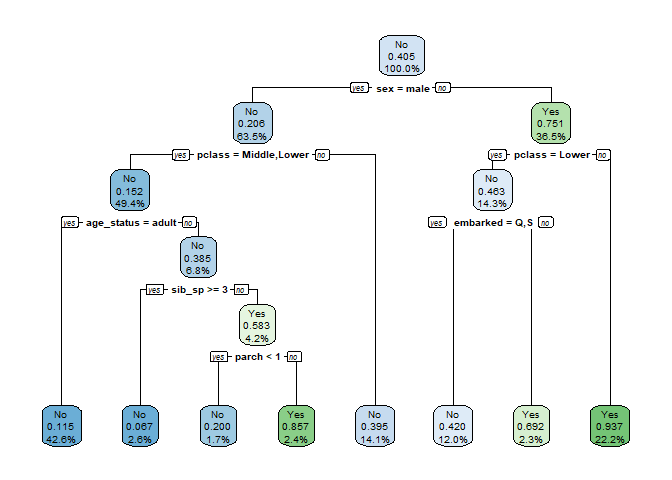 No
0.405
100.0%
yes sex = male no
No
0.206
63.5%
Yes
0.751
36.5%
yes pclass = Middle,Lower no
yes pclass = Lower no
No
0.152
49.4%
No
0.463
14.3%
yes age_status = adult no
yes embarked = Q,S no
No
0.385
6.8%
yes sib_sp >= 3 no
Yes
0.583
4.2%
yes parch < 1 no
No
0.115
42.6%
No
0.067
2.6%
No
0.200
1.7%
Yes
0.857
2.4%
No
0.395
14.1%
No
0.420
12.0%
Yes
0.692
2.3%
Yes
0.937
22.2%